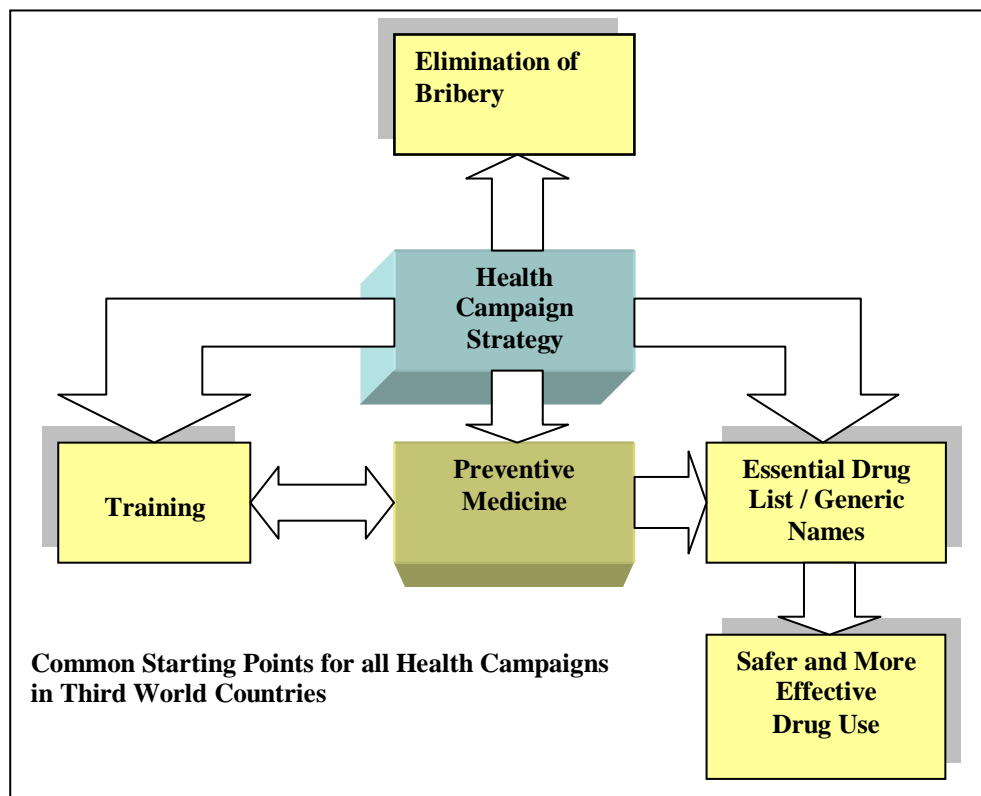 Elimination of
Bribery
Health
Campaign
Strategy
Training
Preventive
Medicine
Essential Drug
List / Generic
Names
Common Starting Points for all Health Campaigns
in Third World Countries
Safer and More
Effective
Drug Use